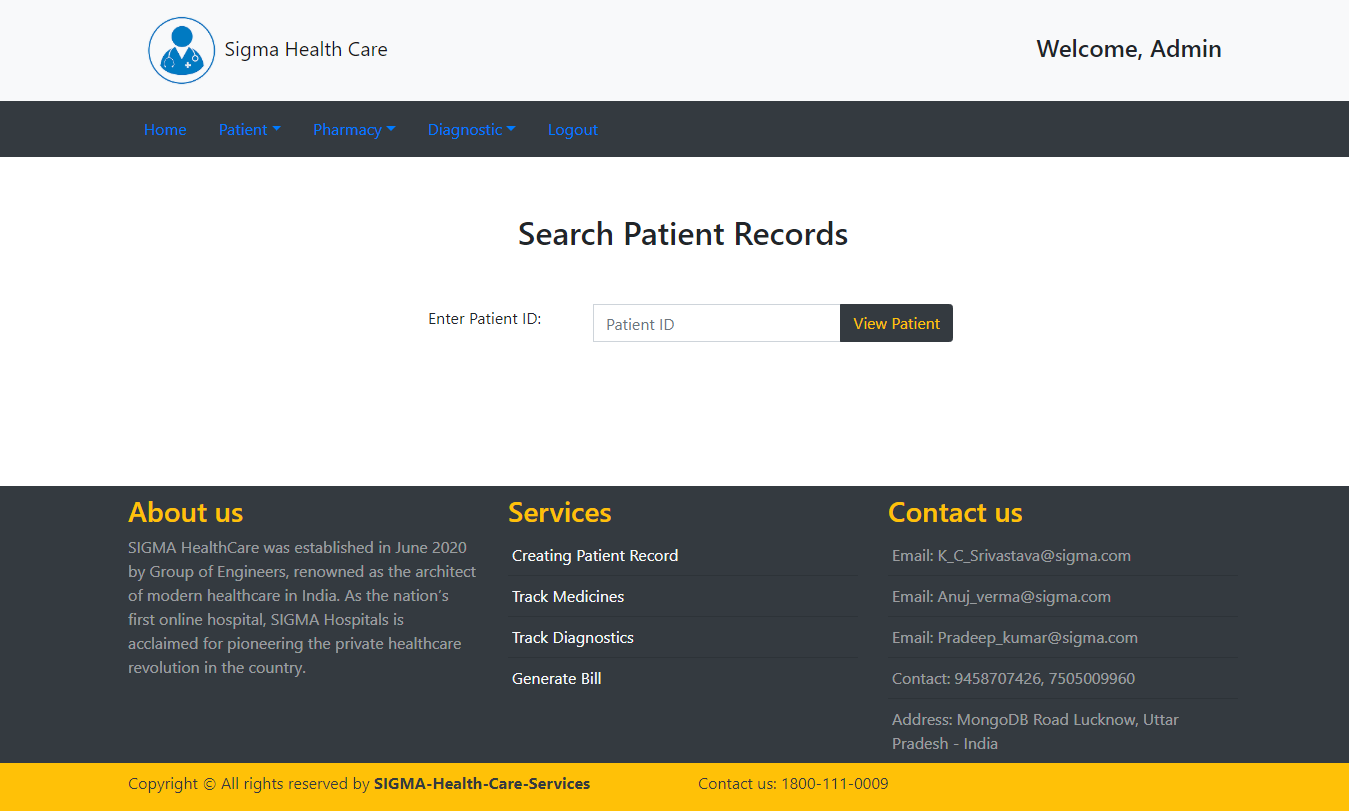 Sigma Health Care
Welcome, Admin
Home Patient Pharmacy Diagnostic Logout
Search Patient Records
Enter Patient ID: Patient ID View Patient
About us
SIGMA HealthCare was established in June 2020
by Group of Engineers, renowned as the architect
of modern healthcare in India. As the nation's
first online hospital, SIGMA Hospitals is
acclaimed for pioneering the private healthcare
revolution in the country.
Services
Creating Patient Record
Track Medicines
Track Diagnostics
Generate Bill
Contact us
Email: K_C_Srivastava@sigma.com
Email: Anuj_verma@sigma.com
Email: Pradeep_kumar@sigma.com
Contact: 9458707426, 7505009960
Address: MongoDB Road Lucknow, Uttar
Pradesh - India
Copyright © All rights reserved by SIGMA-Health-Care-Services
Contact us: 1800-111-0009